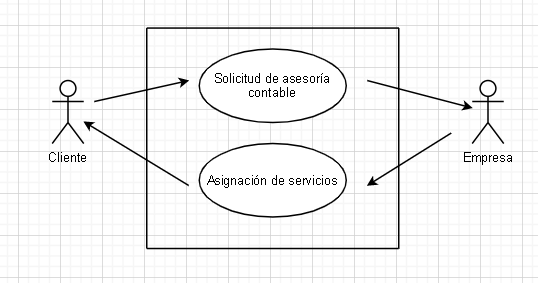 Solicitud de asesoría
contable
Cliente
Empresa
Asignación de servicios